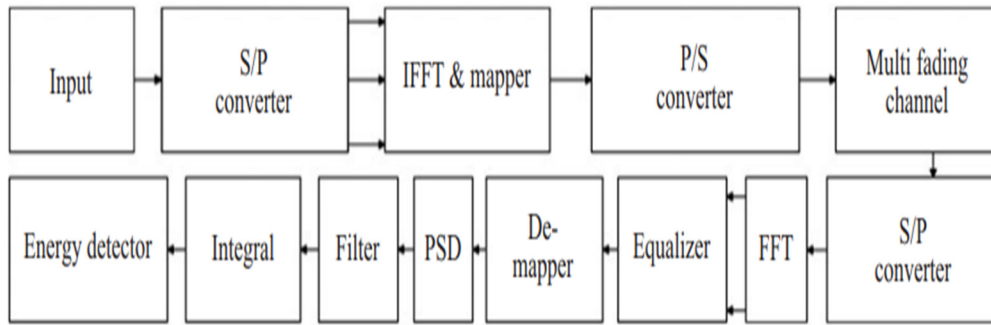 Input
S/P
converter
IFFT & mapper
P/S
converter
Multi fading
channel
Energy detector
Integral
Filter
PSD
De-
mapper
Equalizer
FFT
S/P
converter